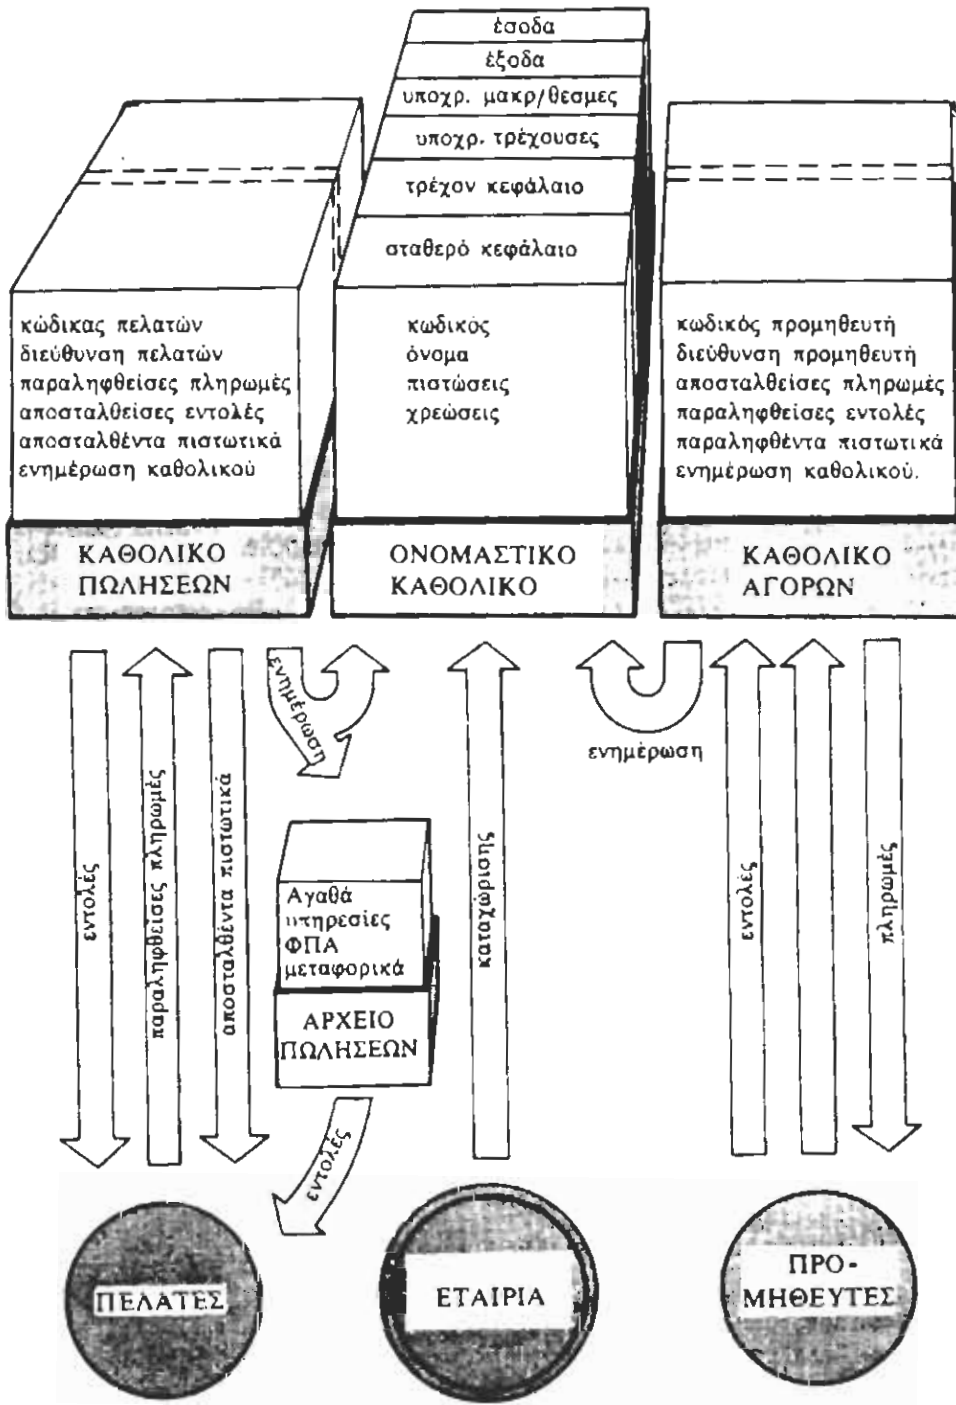 έσοδα
έξοδα
υποχρ. μακρ/θεσμες
υποχρ. τρέχουσες
τρέχον κεφάλαιο
σταθερό κεφάλαιο
κώδικας πελατών
διεύθυνση πελατών
παραληφθείσες πληρωμές
αποσταλθείσες εντολές
αποσταλθέντα πιστωτικά
ενημέρωση καθολικού
κωδικός
όνομα
πιστώσεις
χρεώσεις
κωδικός προμηθευτή
διεύθυνση προμηθευτή
αποσταλθείσες πληρωμές
παραληφθείσες εντολές
παραληφθέντα πιστωτικά
ενημέρωση καθολικού.
ΚΑΘΟΛΙΚΟ
ΠΩΛΗΣΕΩΝ
ΟΝΟΜΑΣΤΙΚΟ
ΚΑΘΟΛΙΚΟ
ΚΑΘΟΛΙΚΟ
ΑΓΟΡΩΝ
εντολές
παραληφθείσες πληρωμές
αποσταλθέντα πιστωτικά
ενημέρωση
καταχώρισης
ενημέρωση
εντολές
πληρωμές
Αγαθά
υπηρεσίες
ΦΠΑ
μεταφορικά
ΑΡΧΕΙΟ
ΠΩΛΗΣΕΩΝ
εντολές
ΠΕΛΑΤΕΣ
ΕΤΑΙΡΙΑ
ΠΡΟ-
ΜΗΘΕΥΤΕΣ